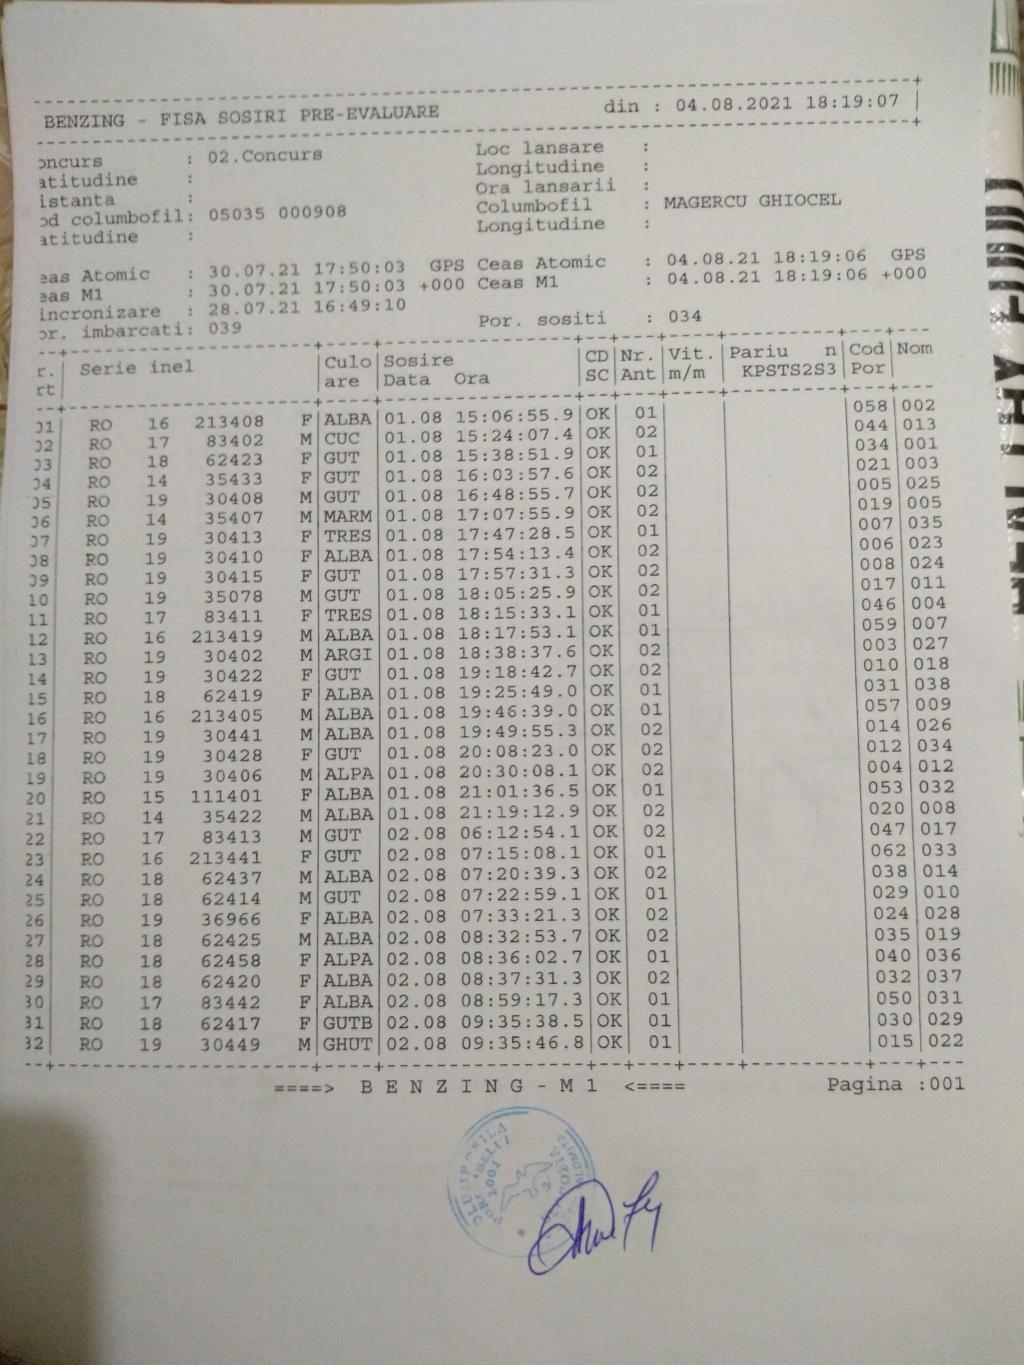 BENZING - FISA SOSIRI PRE-EVALUARE din : 04.08.2021 18:19:07
oncurs : 02.Concurs Loc lansare :
atitudine : Longitudine :
istanta : Ora lansarii :
od columbofil: 05035 000908 Columbofil : MAGERCU GHIOCEL
atitudine : Longitudine :
eas Atomic : 30.07.21 17:50:03 GPS Ceas Atomic : 04.08.21 18:19:06 GPS
eas M1 : 30.07.21 17:50:03 +000 Ceas M1 : 04.08.21 18:19:06 +000
incronizare : 28.07.21 16:49:10
or. imbarcati: 039 Por. sositi : 034
r. Serie inel Culo Sosire CD Nr. Vit. Pariu n Cod Nom
rt are Data Ora SC Ant m/m KPSTS2S3 Por
01 RO 16 213408 F ALBA 01.08 15:06:55.9 OK 01 058 002
02 RO 17 83402 M CUC 01.08 15:24:07.4 OK 02 044 013
03 RO 18 62423 F GUT 01.08 15:38:51.9 OK 01 034 001
04 RO 14 35433 F GUT 01.08 16:03:57.6 OK 02 021 003
05 RO 19 30408 M GUT 01.08 16:48:55.7 OK 02 005 025
06 RO 14 35407 M MARM 01.08 17:07:55.9 OK 02 019 005
07 RO 19 30413 F TRES 01.08 17:47:28.5 OK 01 007 035
08 RO 19 30410 F ALBA 01.08 17:54:13.4 OK 02 006 023
09 RO 19 30415 F GUT 01.08 17:57:31.3 OK 02 008 024
10 RO 19 35078 M GUT 01.08 18:05:25.9 OK 02 017 011
11 RO 17 83411 F TRES 01.08 18:15:33.1 OK 01 046 004
12 RO 16 213419 M ALBA 01.08 18:17:53.1 OK 01 059 007
13 RO 19 30402 M ARGI 01.08 18:38:37.6 OK 02 003 027
14 RO 19 30422 F GUT 01.08 19:18:42.7 OK 02 010 018
15 RO 18 62419 F ALBA 01.08 19:25:49.0 OK 01 031 038
16 RO 16 213405 M ALBA 01.08 19:46:39.0 OK 01 057 009
17 RO 19 30441 M ALBA 01.08 19:49:55.3 OK 02 014 026
18 RO 19 30428 F GUT 01.08 20:08:23.0 OK 02 012 034
19 RO 19 30406 M ALPA 01.08 20:30:08.1 OK 02 004 012
20 RO 15 111401 F ALBA 01.08 21:01:36.5 OK 01 053 032
21 RO 14 35422 M ALBA 01.08 21:19:12.9 OK 02 020 008
22 RO 17 83413 M GUT 02.08 06:12:54.1 OK 02 047 017
23 RO 16 213441 F GUT 02.08 07:15:08.1 OK 01 062 033
24 RO 18 62437 M ALBA 02.08 07:20:39.3 OK 02 038 014
25 RO 18 62414 M GUT 02.08 07:22:59.1 OK 01 029 010
26 RO 19 36966 F ALBA 02.08 07:33:21.3 OK 02 024 028
27 RO 18 62425 M ALBA 02.08 08:32:53.7 OK 02 035 019
28 RO 18 62458 F ALPA 02.08 08:36:02.7 OK 01 040 036
29 RO 18 62420 F ALBA 02.08 08:37:31.3 OK 02 032 037
30 RO 17 83442 F ALBA 02.08 08:59:17.3 OK 01 050 031
31 RO 18 62417 F GUTB 02.08 09:35:38.5 OK 01 030 029
32 RO 19 30449 M GHUT 02.08 09:35:46.8 OK 01 015 022
====> B E N Z I N G - M 1 <==== Pagina :001